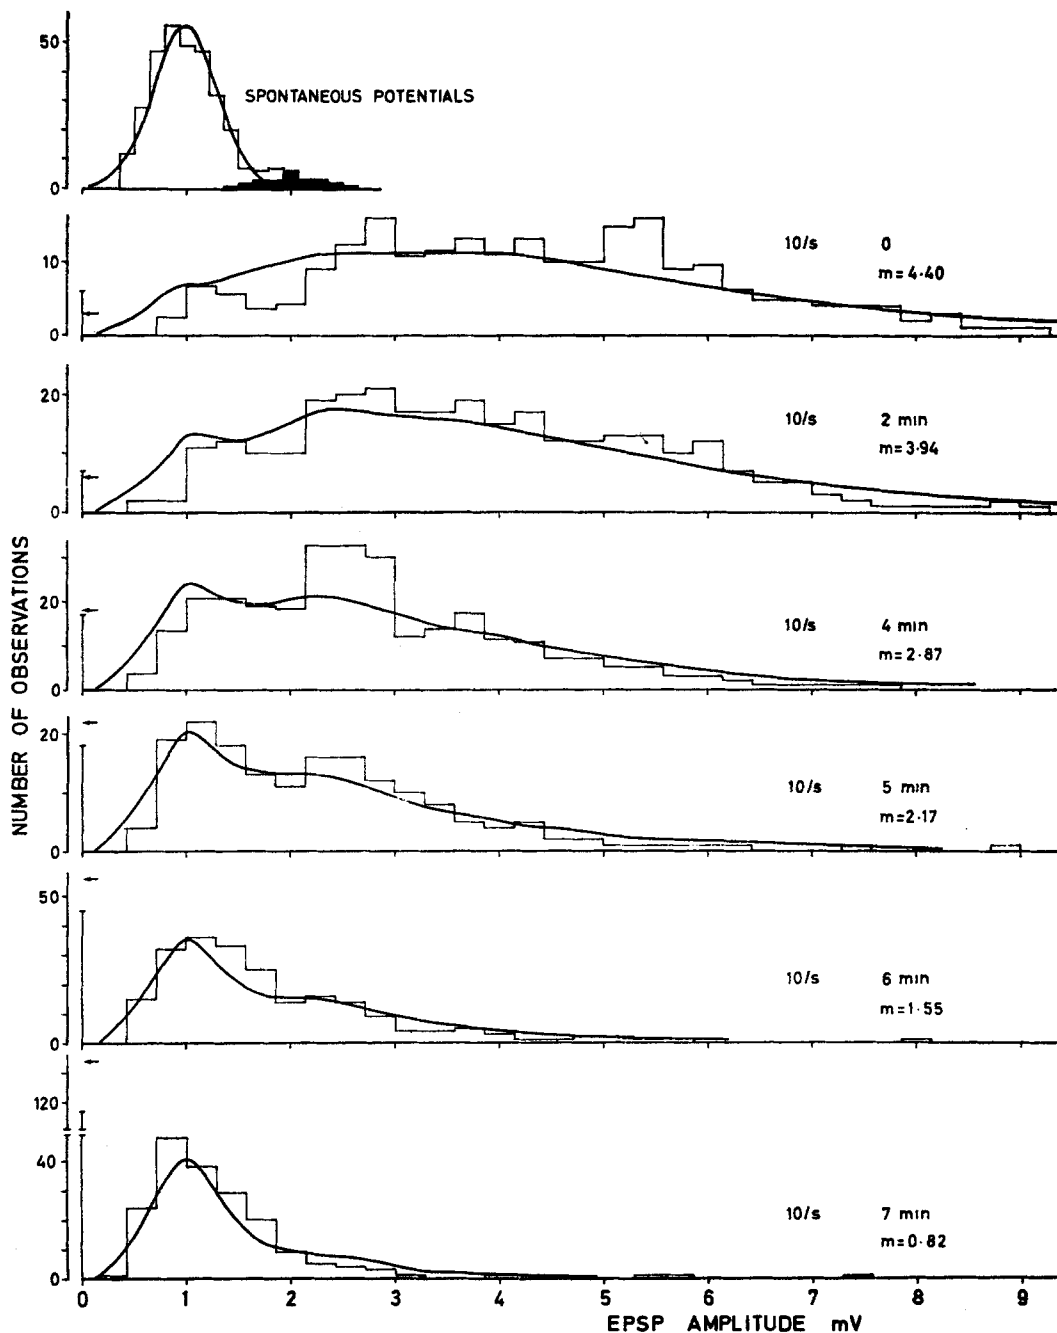 50
SPONTANEOUS POTENTIALS
0
10/s 0
10
m=4·40
0
20
10/s 2 min
m=3·94
0
NUMBER OF OBSERVATIONS
20
10/s 4 min
m=2·87
0
20
10/s 5 min
m=2·17
0
50
10/s 6 min
m=1·55
0
120
40
10/s 7 min
m=0·82
0
0 1 2 3 4 5 6 7 8 9
EPSP AMPLITUDE mV